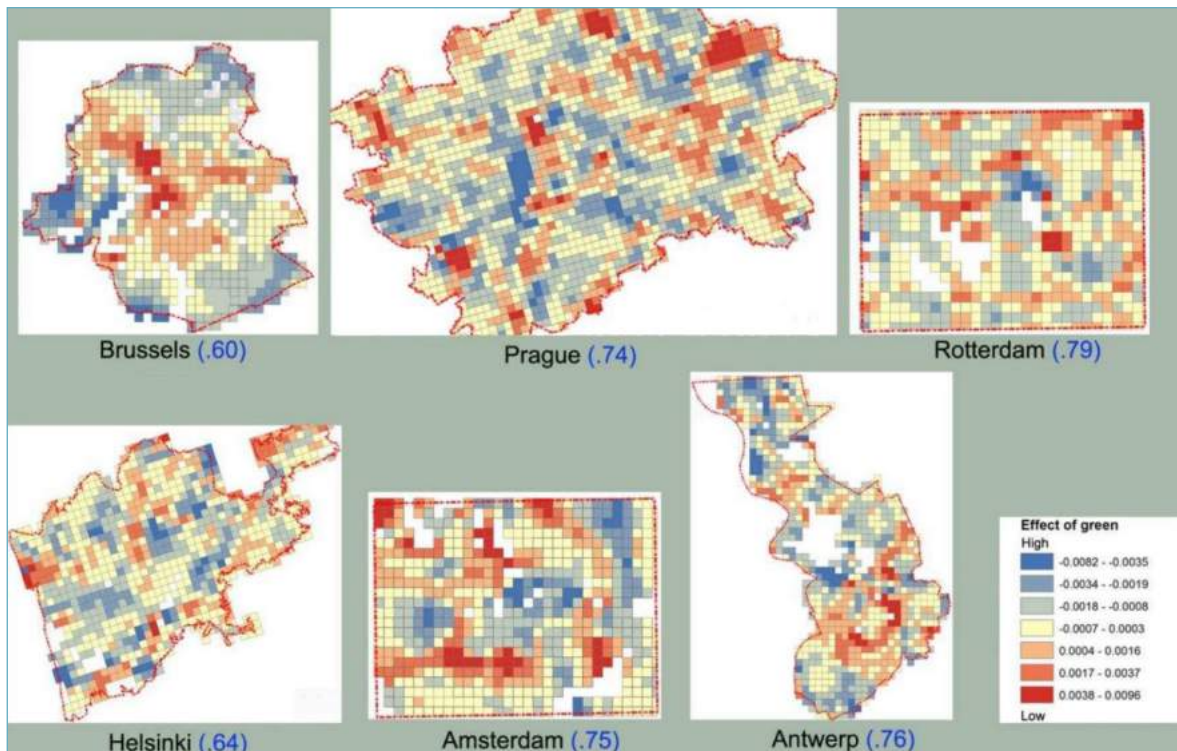 Brussels (.60)
Prague (.74)
Rotterdam (.79)
Helsinki (.64)
Amsterdam (.75)
Antwerp (.76)
Effect of green
High
-0.0082 - -0.0035
-0.0034 - -0.0019
-0.0018 - -0.0008
-0.0007 - 0.0003
0.0004 - 0.0016
0.0017 - 0.0037
0.0038 - 0.0096
Low